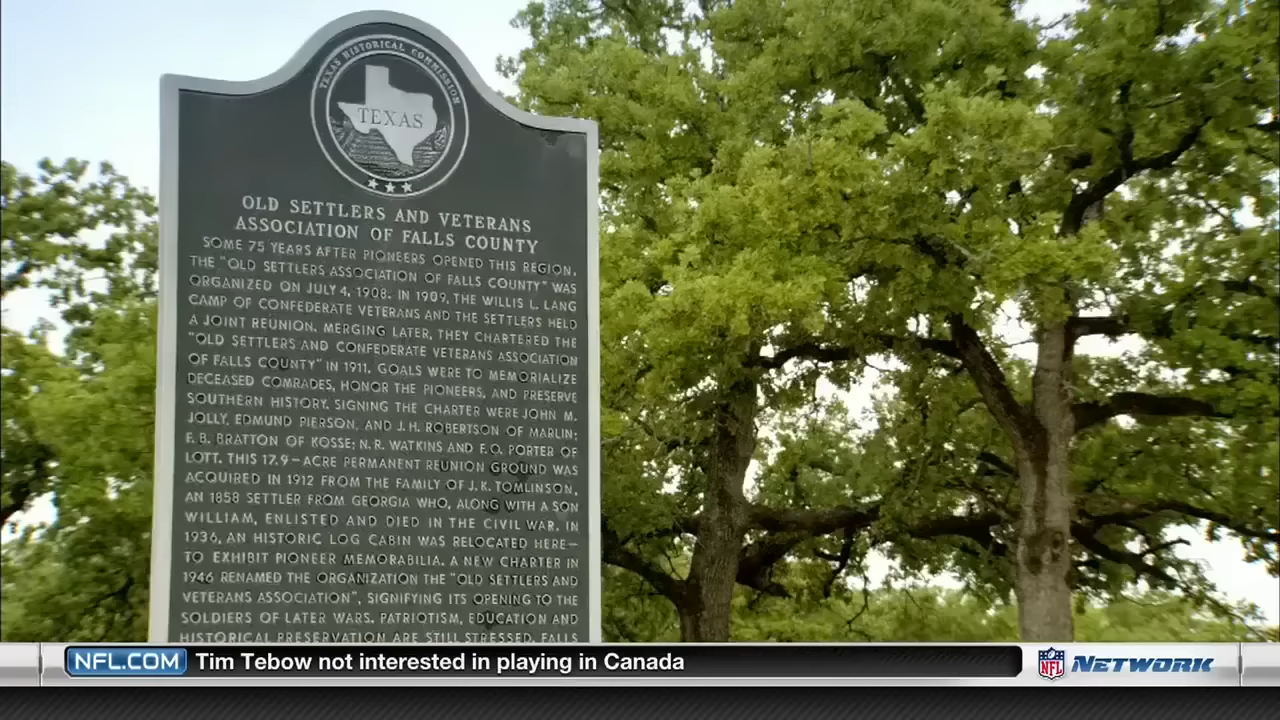 TEXAS HISTORICAL COMMISSION
TEXAS
OLD SETTLERS AND VETERANS
ASSOCIATION OF FALLS COUNTY
SOME 75 YEARS AFTER PIONEERS OPENED THIS REGION,
THE "OLD SETTLERS ASSOCIATION OF FALLS COUNTY" WAS
ORGANIZED ON JULY 4, 1908. IN 1909, THE WILLIS L. LANG
CAMP OF CONFEDERATE VETERANS AND THE SETTLERS HELD
A JOINT REUNION. MERGING LATER, THEY CHARTERED THE
"OLD SETTLERS AND CONFEDERATE VETERANS ASSOCIATION
OF FALLS COUNTY" IN 1911. GOALS WERE TO MEMORIALIZE
DECEASED COMRADES, HONOR THE PIONEERS, AND PRESERVE
SOUTHERN HISTORY. SIGNING THE CHARTER WERE JOHN M.
JOLLY, EDMUND PIERSON, AND J. H. ROBERTSON OF MARLIN;
F. B. BRATTON OF KOSSE; N. R. WATKINS AND F. O. PORTER OF
LOTT. THIS 17.9-ACRE PERMANENT REUNION GROUND WAS
ACQUIRED IN 1912 FROM THE FAMILY OF J. K. TOMLINSON,
AN 1858 SETTLER FROM GEORGIA WHO, ALONG WITH A SON
WILLIAM, ENLISTED AND DIED IN THE CIVIL WAR. IN
1936, AN HISTORIC LOG CABIN WAS RELOCATED HERE-
TO EXHIBIT PIONEER MEMORABILIA. A NEW CHARTER IN
1946 RENAMED THE ORGANIZATION THE "OLD SETTLERS AND
VETERANS ASSOCIATION", SIGNIFYING ITS OPENING TO THE
SOLDIERS OF LATER WARS. PATRIOTISM, EDUCATION AND
HISTORICAL PRESERVATION ARE STILL STRESSED. FALLS
NFL.COM Tim Tebow not interested in playing in Canada NFL NETWORK